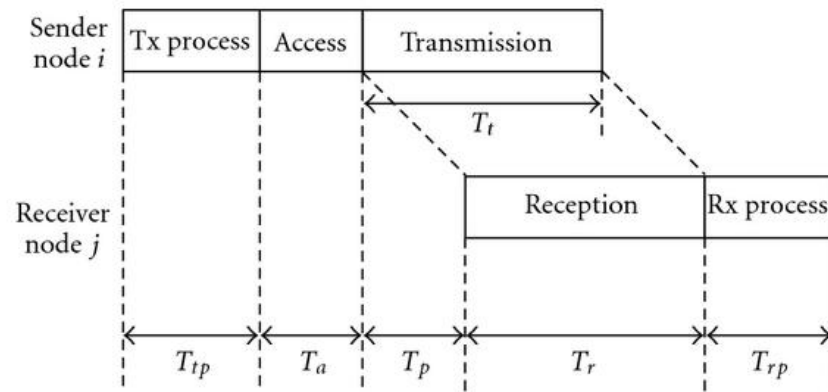 Sender
node i
Tx process
Access
Transmission
T_t
Receiver
node j
Reception
Rx process
T_tp
T_a
T_p
T_r
T_rp